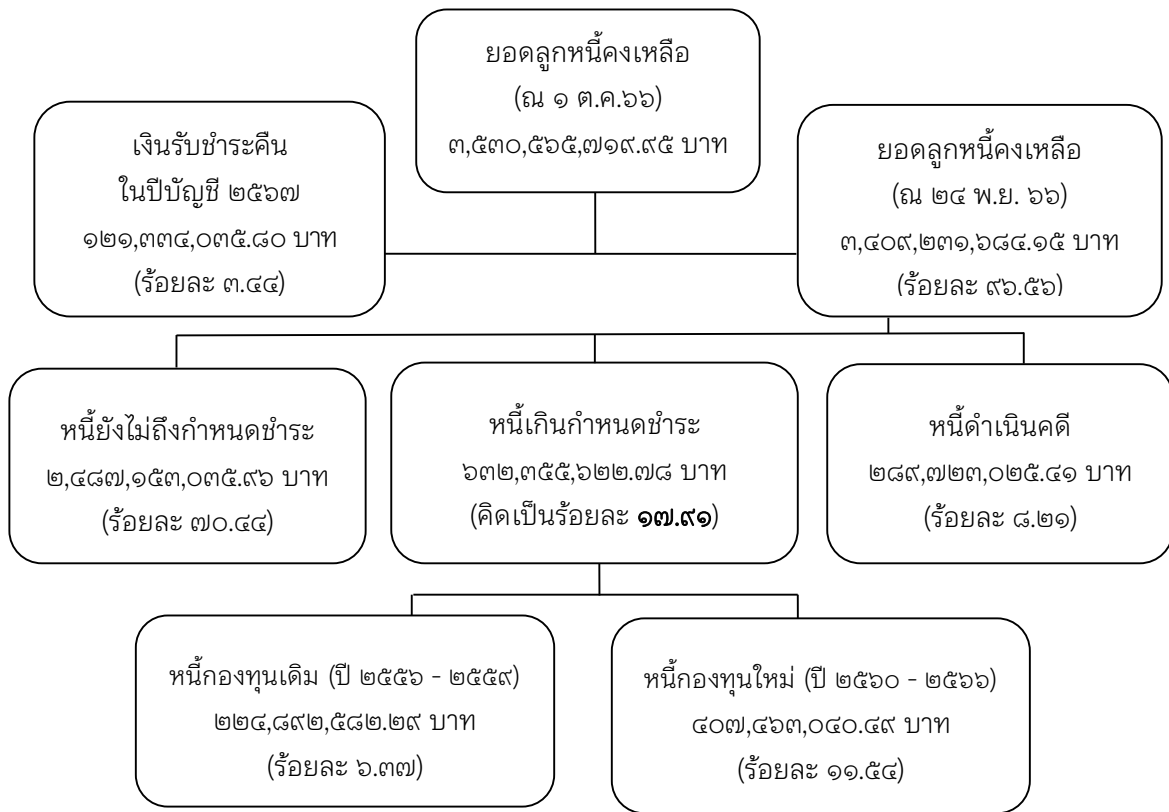 ยอดลูกหนี้คงเหลือ
(ณ ๑ ต.ค.๖๖)
๓,๕๓๐,๕๖๕,๗๑๙.๙๕ บาท
เงินรับชำระคืน
ในปีบัญชี ๒๕๖๗
๑๒๑,๓๓๔,๐๓๕.๘๐ บาท
(ร้อยละ ๓.๔๔)
ยอดลูกหนี้คงเหลือ
(ณ ๒๔ พ.ย. ๖๖)
๓,๔๐๙,๒๓๑,๖๘๔.๑๕ บาท
(ร้อยละ ๙๖.๕๖)
หนี้ยังไม่ถึงกำหนดชำระ
๒,๔๘๗,๑๕๓,๐๓๕.๙๖ บาท
(ร้อยละ ๗๐.๔๔)
หนี้เกินกำหนดชำระ
๖๓๒,๓๕๕,๖๒๒.๗๘ บาท
(คิดเป็นร้อยละ ๑๗.๙๑)
หนี้ดำเนินคดี
๒๘๙,๗๒๓,๐๒๕.๔๑ บาท
(ร้อยละ ๘.๒๑)
หนี้กองทุนเดิม (ปี ๒๕๕๖ - ๒๕๕๙)
๒๒๔,๘๙๒,๕๘๒.๒๙ บาท
(ร้อยละ ๖.๓๗)
หนี้กองทุนใหม่ (ปี ๒๕๖๐ - ๒๕๖๖)
๔๐๗,๔๖๓,๐๔๐.๔๙ บาท
(ร้อยละ ๑๑.๕๔)